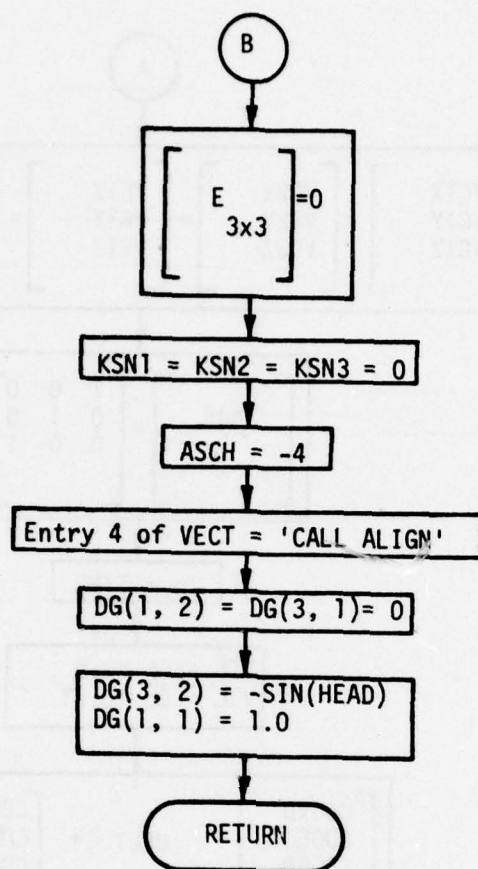 B
E =0
3x3
KSN1 = KSN2 = KSN3 = 0
ASCH = -4
Entry 4 of VECT = 'CALL ALIGN'
DG(1, 2) = DG(3, 1)= 0
DG(3, 2) = -SIN(HEAD)
DG(1, 1) = 1.0
RETURN